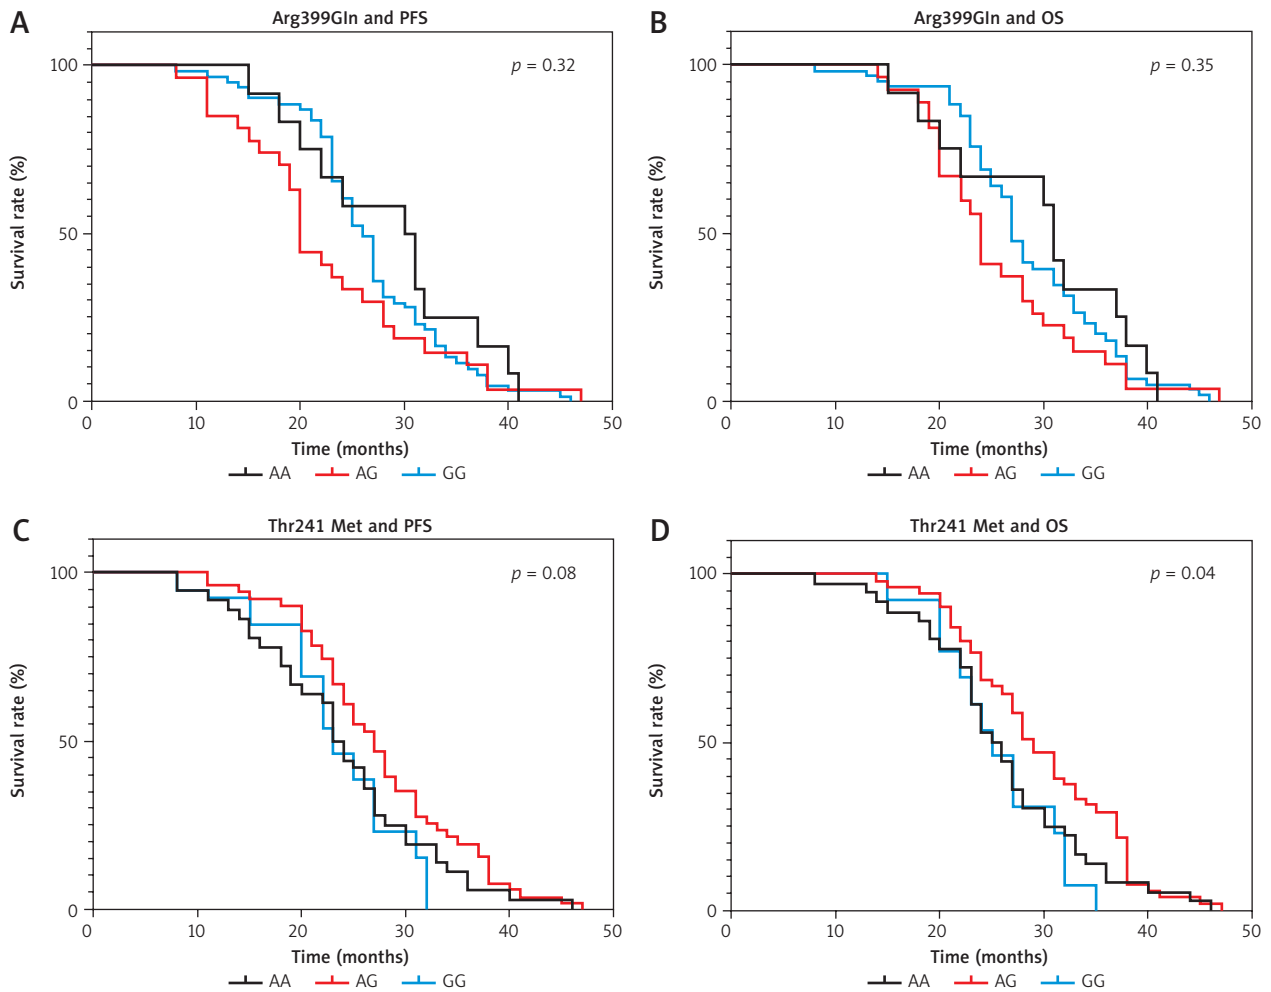 A
Arg399GIn and PFS
p = 0.32
Survival rate (%)
100
50
0
0 10 20 30 40 50
Time (months)
AA AG GG
B
Arg399GIn and OS
p = 0.35
Survival rate (%)
100
50
0
0 10 20 30 40 50
Time (months)
AA AG GG
C
Thr241 Met and PFS
p = 0.08
Survival rate (%)
100
50
0
0 10 20 30 40 50
Time (months)
AA AG GG
D
Thr241 Met and OS
p = 0.04
Survival rate (%)
100
50
0
0 10 20 30 40 50
Time (months)
AA AG GG